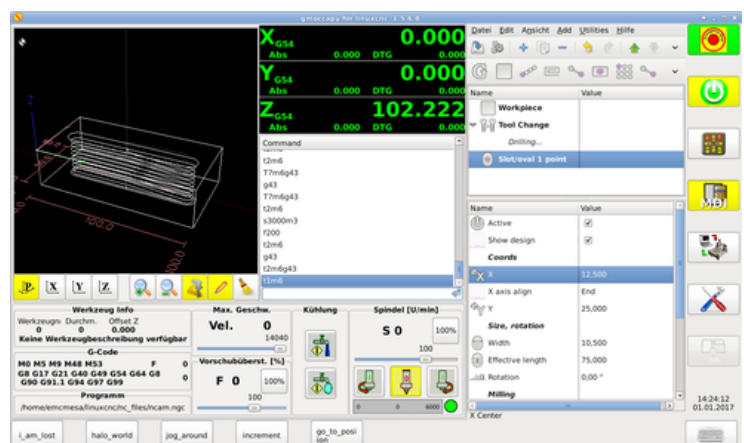 gmoccapy for linuxcnc 1.5.6.8
X G54 0.000
Abs 0.000 DTG 0.000
Y G54 0.000
Abs 0.000 DTG 0.000
Z G54 102.222
Abs 0.000 DTG 0.000
Command
t2m6
T7m6g43
g43
T7m6g43
t2m6
s3000m3
f200
t2m6
g43
t2m6g43
t1m6
Z
100.0
100.0
P X Y Z
Datei Edit Ansicht Add Utilities Hilfe
Name Value
Workpiece
Tool Change
Drilling...
Slot/oval 1 point
Name Value
Active
Show design
Coords
X 12,500
X axis align End
Y 25,000
Size, rotation
Width 10,500
Effective length 75,000
Rotation 0,00 °
Milling
X Center
MDI
14:24:12
01.01.2017
Werkzeug Info
Werkzeugnr Durchm. Offset Z
0 0 0.000
Keine Werkzeugbeschreibung verfügbar
G-Code
M0 M5 M9 M48 M53 F 0
G8 G17 G21 G40 G49 G54 G64 G8 0
G90 G91.1 G94 G97 G99
Programm
/home/emcmesa/linuxcnc/nc_files/ncam.ngc
Max. Geschw.
Vel. 0
14040
Vorschubüberst. [%]
F 0 100%
100
Kühlung
Spindel [U/min]
S 0 100%
100
0 0 6000
i_am_lost
halo_world
jog_around
increment
go_to_posi
ion